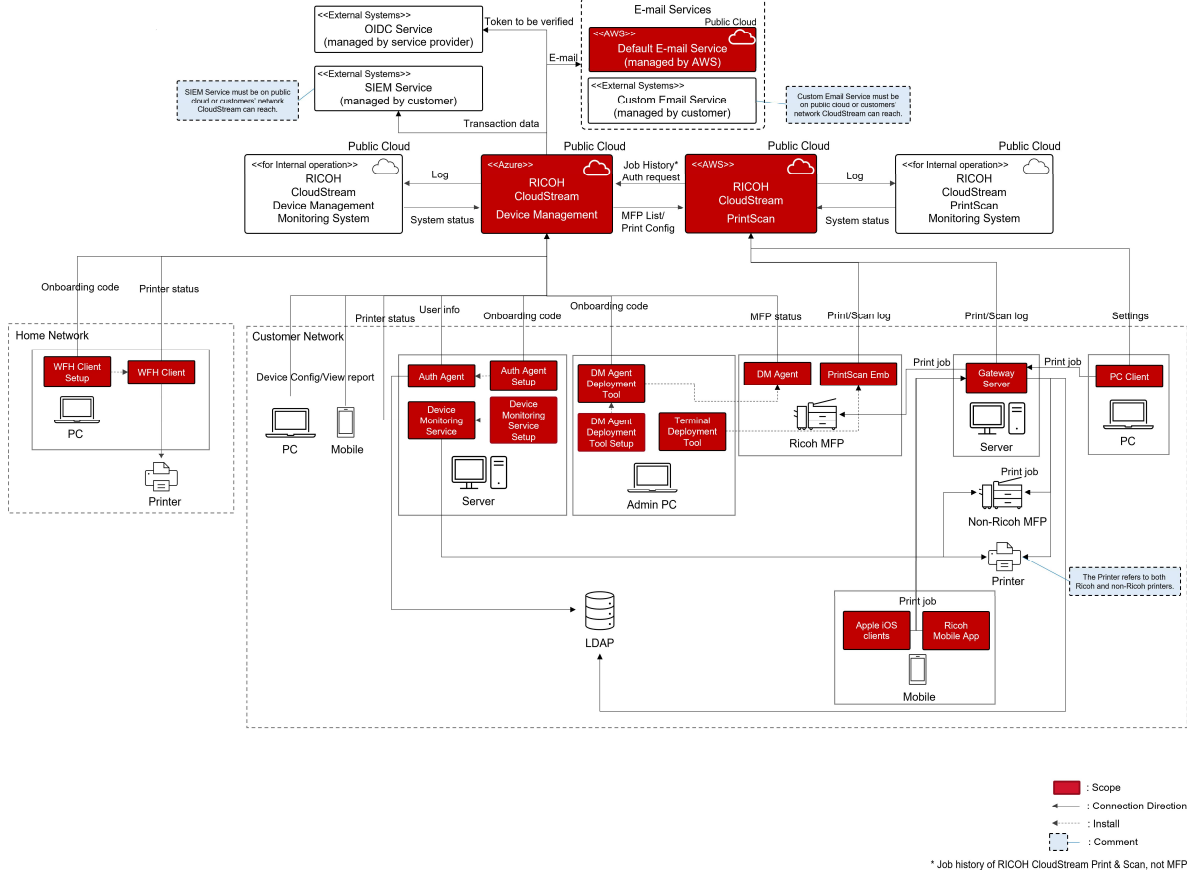 <<External Systems>>
OIDC Service
(managed by service provider)
Token to be verified
E-mail
E-mail Services
Public Cloud
<<AWS>>
Default E-mail Service
(managed by AWS)
<<External Systems>>
Custom Email Service
(managed by customer)
SIEM Service must be on public
cloud or customers' network
CloudStream can reach.
<<External Systems>>
SIEM Service
(managed by customer)
Custom Email Service must be
on public cloud or customers'
network CloudStream can reach.
Transaction data
Public Cloud
<<for Internal operation>>
RICOH
CloudStream
Device Management
Monitoring System
Log
System status
Public Cloud
<<Azure>>
RICOH
CloudStream
Device Management
Job History*
Auth request
MFP List/
Print Config
Public Cloud
<<AWS>>
RICOH
CloudStream
PrintScan
Log
System status
Public Cloud
<<for Internal operation>>
RICOH
CloudStream
PrintScan
Monitoring System
Onboarding code
Printer status
Printer status
User info
Onboarding code
Onboarding code
MFP status
Print/Scan log
Print/Scan log
Settings
Home Network
WFH Client
Setup
WFH Client
PC
Printer
Customer Network
Device Config/View report
PC
Mobile
Auth Agent
Auth Agent
Setup
Device
Monitoring
Service
Device
Monitoring
Service
Setup
Server
DM Agent
Deployment
Tool
DM Agent
Deployment
Tool Setup
Terminal
Deployment
Tool
Admin PC
DM Agent
PrintScan Emb
Ricoh MFP
Print job
Gateway
Server
Server
Print job
PC Client
PC
Print job
Non-Ricoh MFP
Printer
The Printer refers to both
Ricoh and non-Ricoh printers.
LDAP
Print job
Apple iOS
clients
Ricoh
Mobile App
Mobile
: Scope
: Connection Direction
: Install
: Comment
* Job history of RICOH CloudStream Print & Scan, not MFP